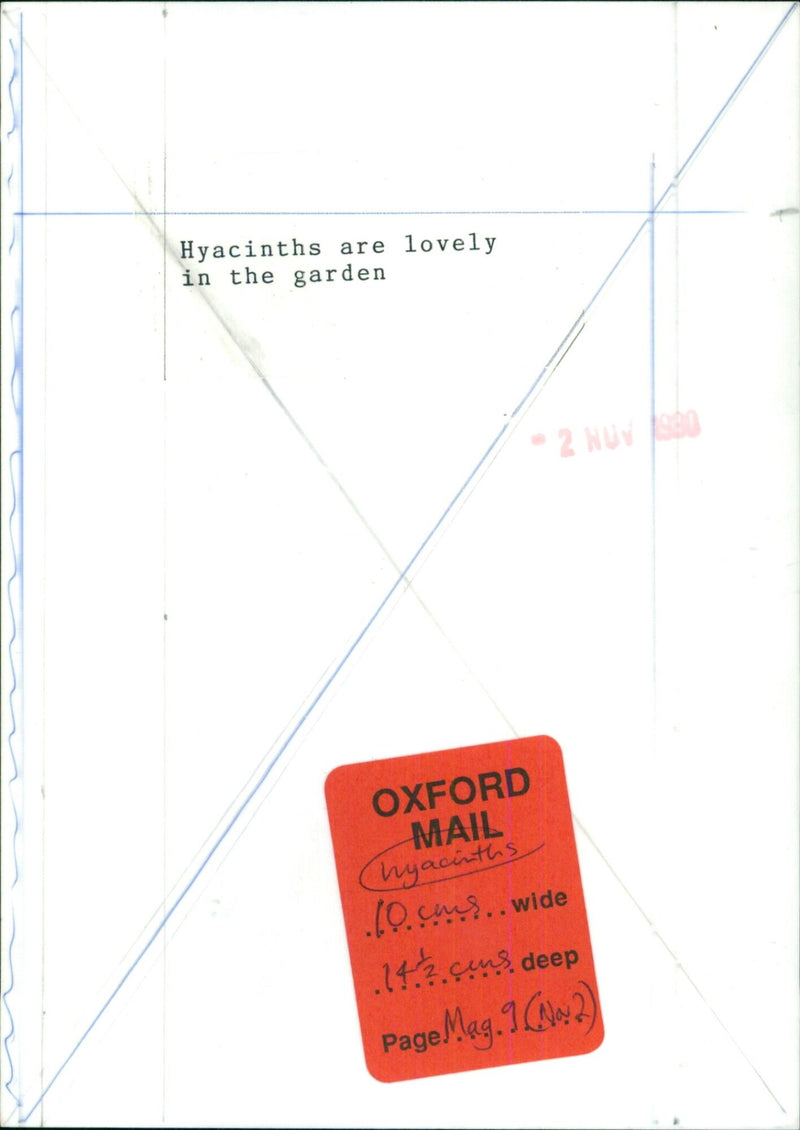 Hyacinths are lovely
in the garden
- 2 NOV 1990
OXFORD
MAIL
hyacinths
10 cms wide
14½ cms deep
Page Mag 9 (Nov 2)